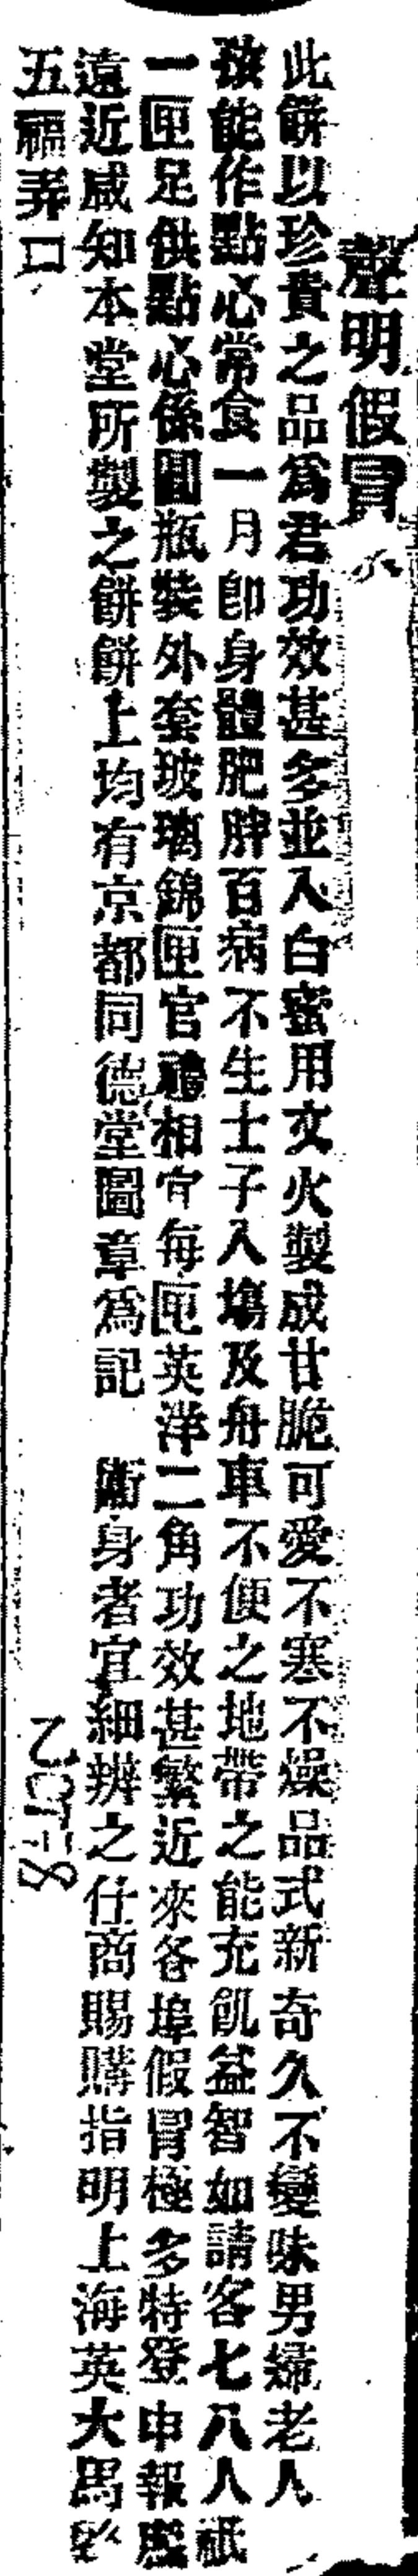 聲明假冒
此餅以珍貴之品爲君功效甚多並入白蜜用文火製成甘脆可愛不寒不燥品式新奇久不變味男婦老人
孩能作點心常食一月卽身體肥胖百病不生士子入塲及舟車不便之地帶之能充飢益智如請客七八人祇
一匣足供點心係圓瓶裝外套玻璃錦匣官禮相宜每匣英洋二角功效甚繁近來各埠假冒極多特登申報
遠近咸知本堂所製之餅餅上均有京都同德堂圖章爲記 衞身者宜細辨之仕商賜購指明上海英大馬
五福弄口